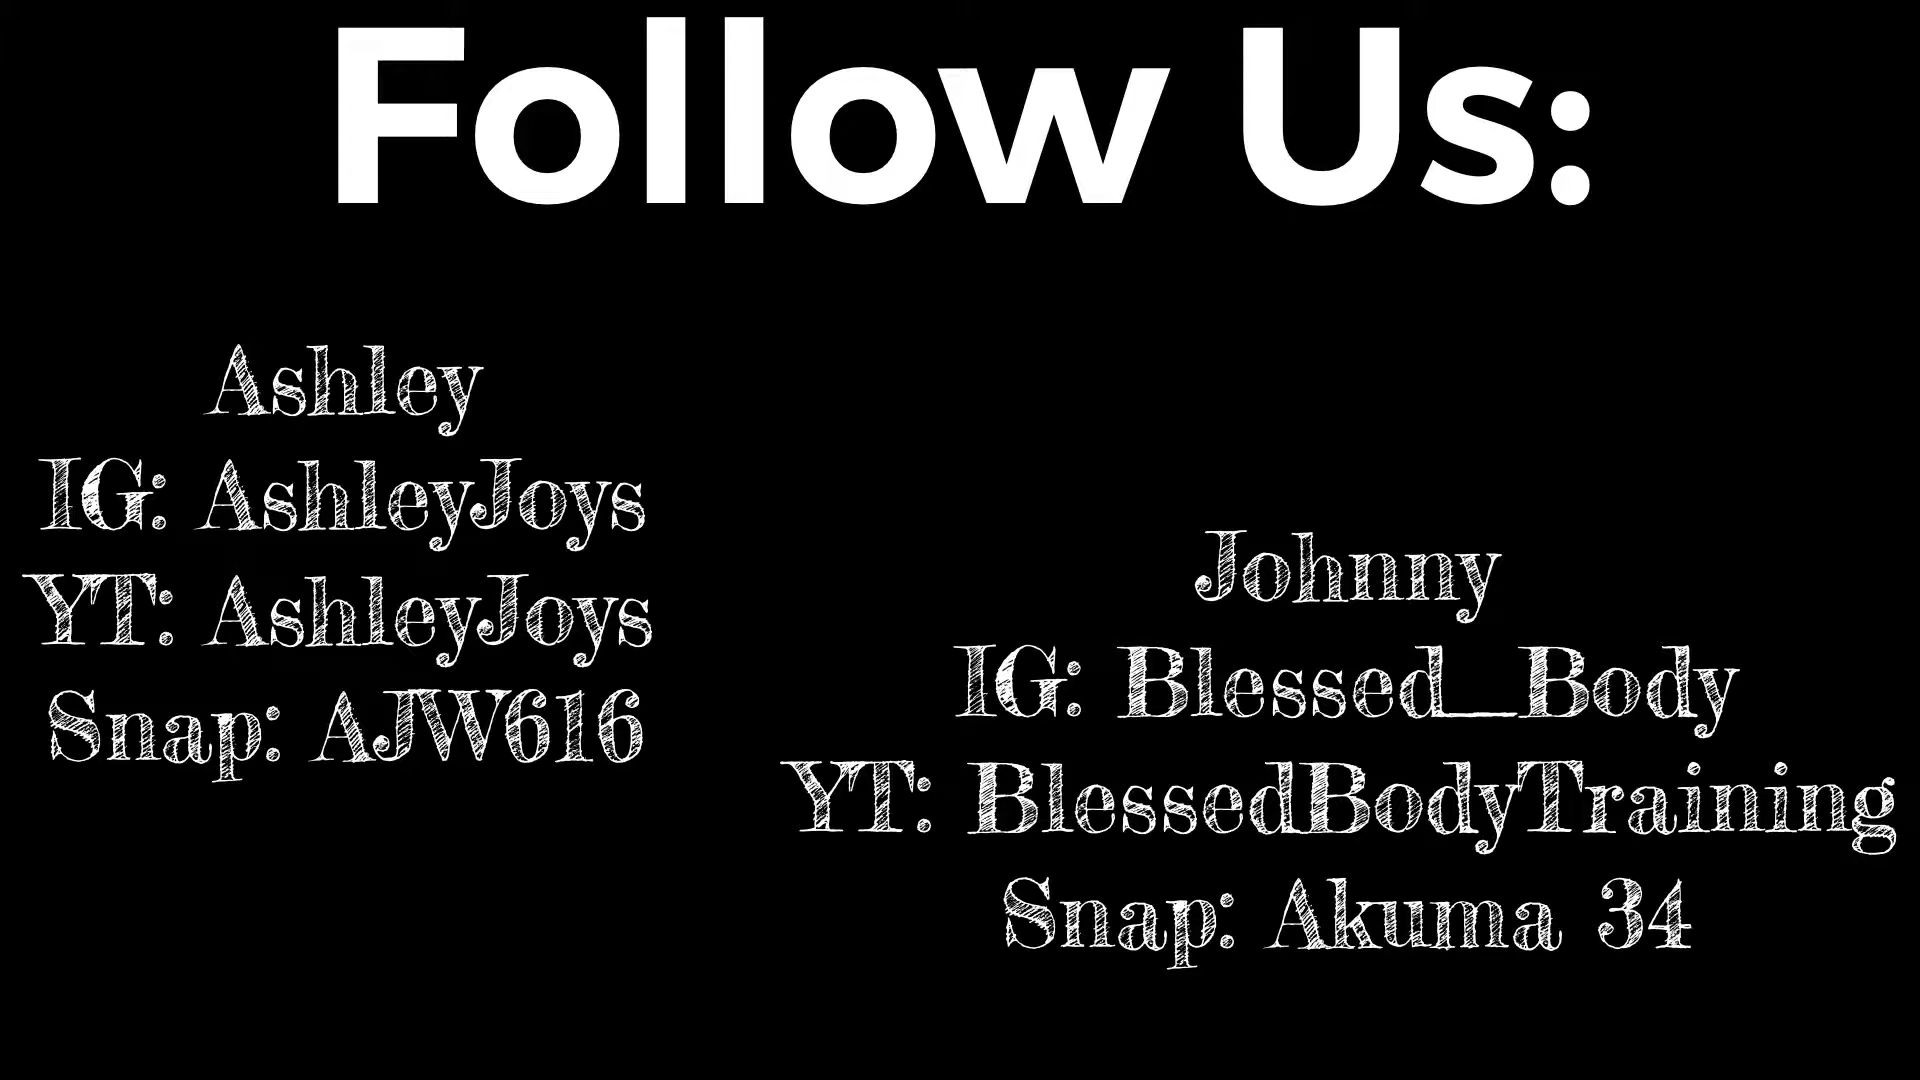 Follow Us:
Ashley
IG: AshleyJoys
YT: AshleyJoys
Snap: AJW616
Johnny
IG: Blessed_Body
YT: BlessedBodyTraining
Snap: Akuma 34